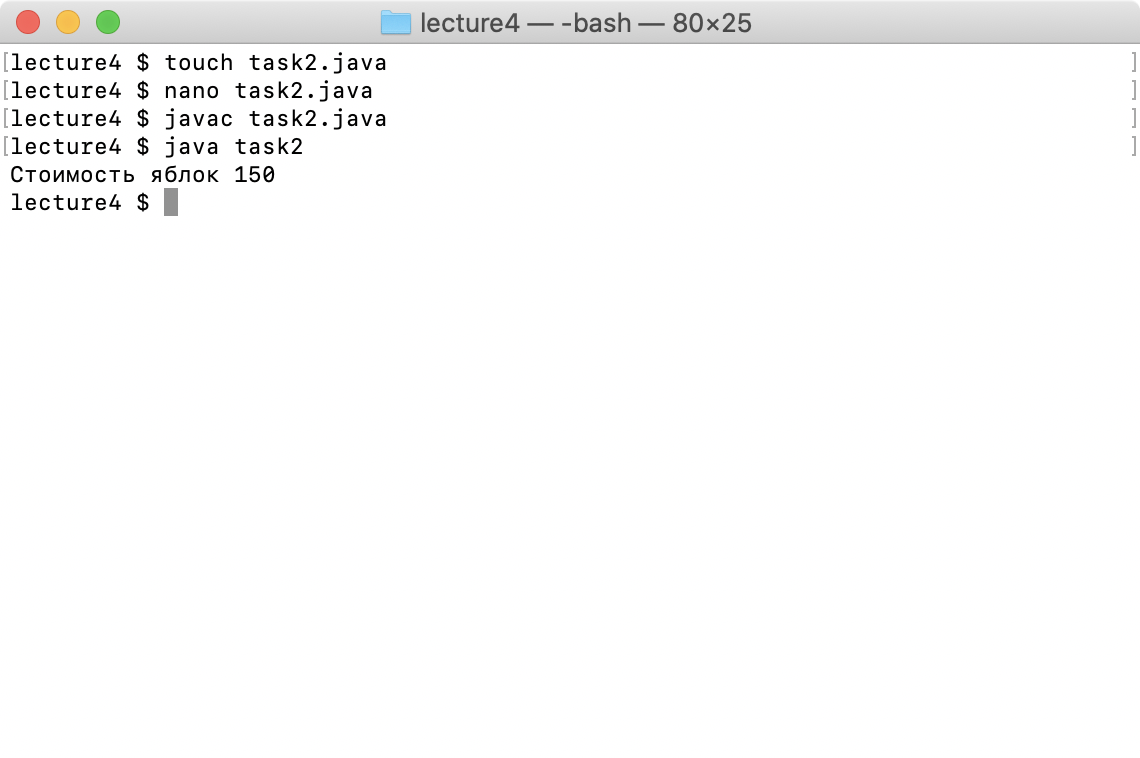 lecture4 — -bash — 80×25
[lecture4 $ touch task2.java ]
[lecture4 $ nano task2.java ]
[lecture4 $ javac task2.java ]
[lecture4 $ java task2 ]
Стоимость яблок 150
lecture4 $